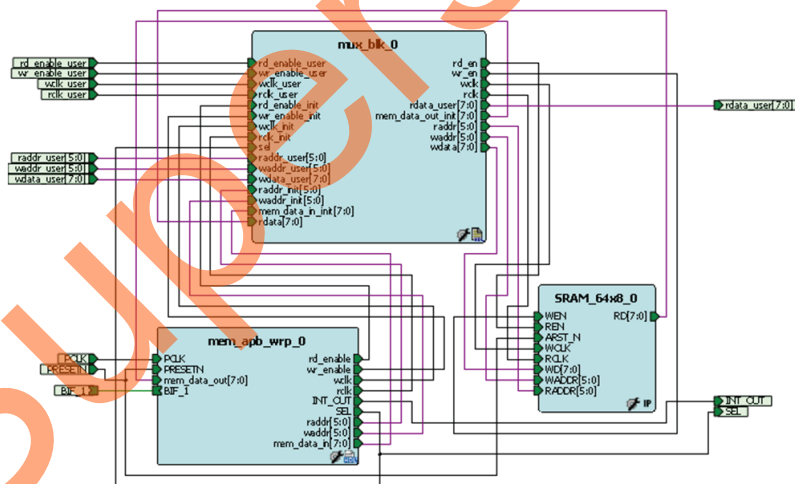 mux_blk_0
rd_enable_user
wr_enable_user
wclk_user
rclk_user
rd_enable_user
wr_enable_user
wclk_user
rclk_user
rd_enable_init
wr_enable_init
wclk_init
rclk_init
sel
raddr_user[5:0]
waddr_user[5:0]
wdata_user[7:0]
raddr_user[5:0]
waddr_user[5:0]
wdata_user[7:0]
raddr_init[5:0]
waddr_init[5:0]
mem_data_in_init[7:0]
rdata[7:0]
rd_en
wr_en
wclk
rclk
rdata_user[7:0]
mem_data_out_init[7:0]
raddr[5:0]
waddr[5:0]
wdata[7:0]
rdata_user[7:0]
SRAM_64x8_0
WEN
REN
ARST_N
WCLK
RCLK
WD[7:0]
WADDR[5:0]
RADDR[5:0]
RD[7:0]
IP
mem_apb_wrp_0
PCLK
PRESETN
BIF_1
PCLK
PRESETN
mem_data_out[7:0]
BIF_1
rd_enable
wr_enable
wclk
rclk
INT_OUT
SEL
raddr[5:0]
waddr[5:0]
mem_data_in[7:0]
INT_OUT
SEL
Supers